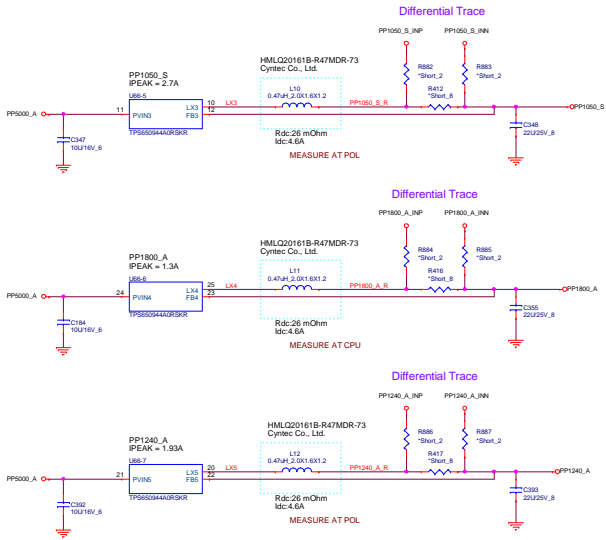 Differential Trace
PP1050_S_INP PP1050_S_INN
HMLQ20161B-R47MDR-73
Cyntec Co., Ltd.
PP1050_S
IPEAK = 2.7A
R882
*Short_2
R883
*Short_2
U66-5
L10
0.47uH_2.0X1.6X1.2
R412
*Short_8
PP5000_A
11 PVIN3
LX3 10 LX3
FB3 12
PP1050_S_R
PP1050_S
TPS650944A0RSKR
C347
10U/16V_6
C348
22U/25V_8
Rdc:26 mOhm
Idc:4.6A
MEASURE AT POL
Differential Trace
PP1800_A_INP PP1800_A_INN
HMLQ20161B-R47MDR-73
Cyntec Co., Ltd.
PP1800_A
IPEAK = 1.3A
R884
*Short_2
R885
*Short_2
U66-6
L11
0.47uH_2.0X1.6X1.2
R416
*Short_8
PP5000_A
24 PVIN4
LX4 25 LX4
FB4 23
PP1800_A_R
PP1800_A
TPS650944A0RSKR
C184
10U/16V_6
C355
22U/25V_8
Rdc:26 mOhm
Idc:4.6A
MEASURE AT CPU
Differential Trace
PP1240_A_INP PP1240_A_INN
HMLQ20161B-R47MDR-73
Cyntec Co., Ltd.
PP1240_A
IPEAK = 1.93A
R886
*Short_2
R887
*Short_2
U66-7
L12
0.47uH_2.0X1.6X1.2
R417
*Short_8
PP5000_A
21 PVIN5
LX5 20 LX5
FB5 22
PP1240_A_R
PP1240_A
TPS650944A0RSKR
C392
10U/16V_6
C393
22U/25V_8
Rdc:26 mOhm
Idc:4.6A
MEASURE AT POL